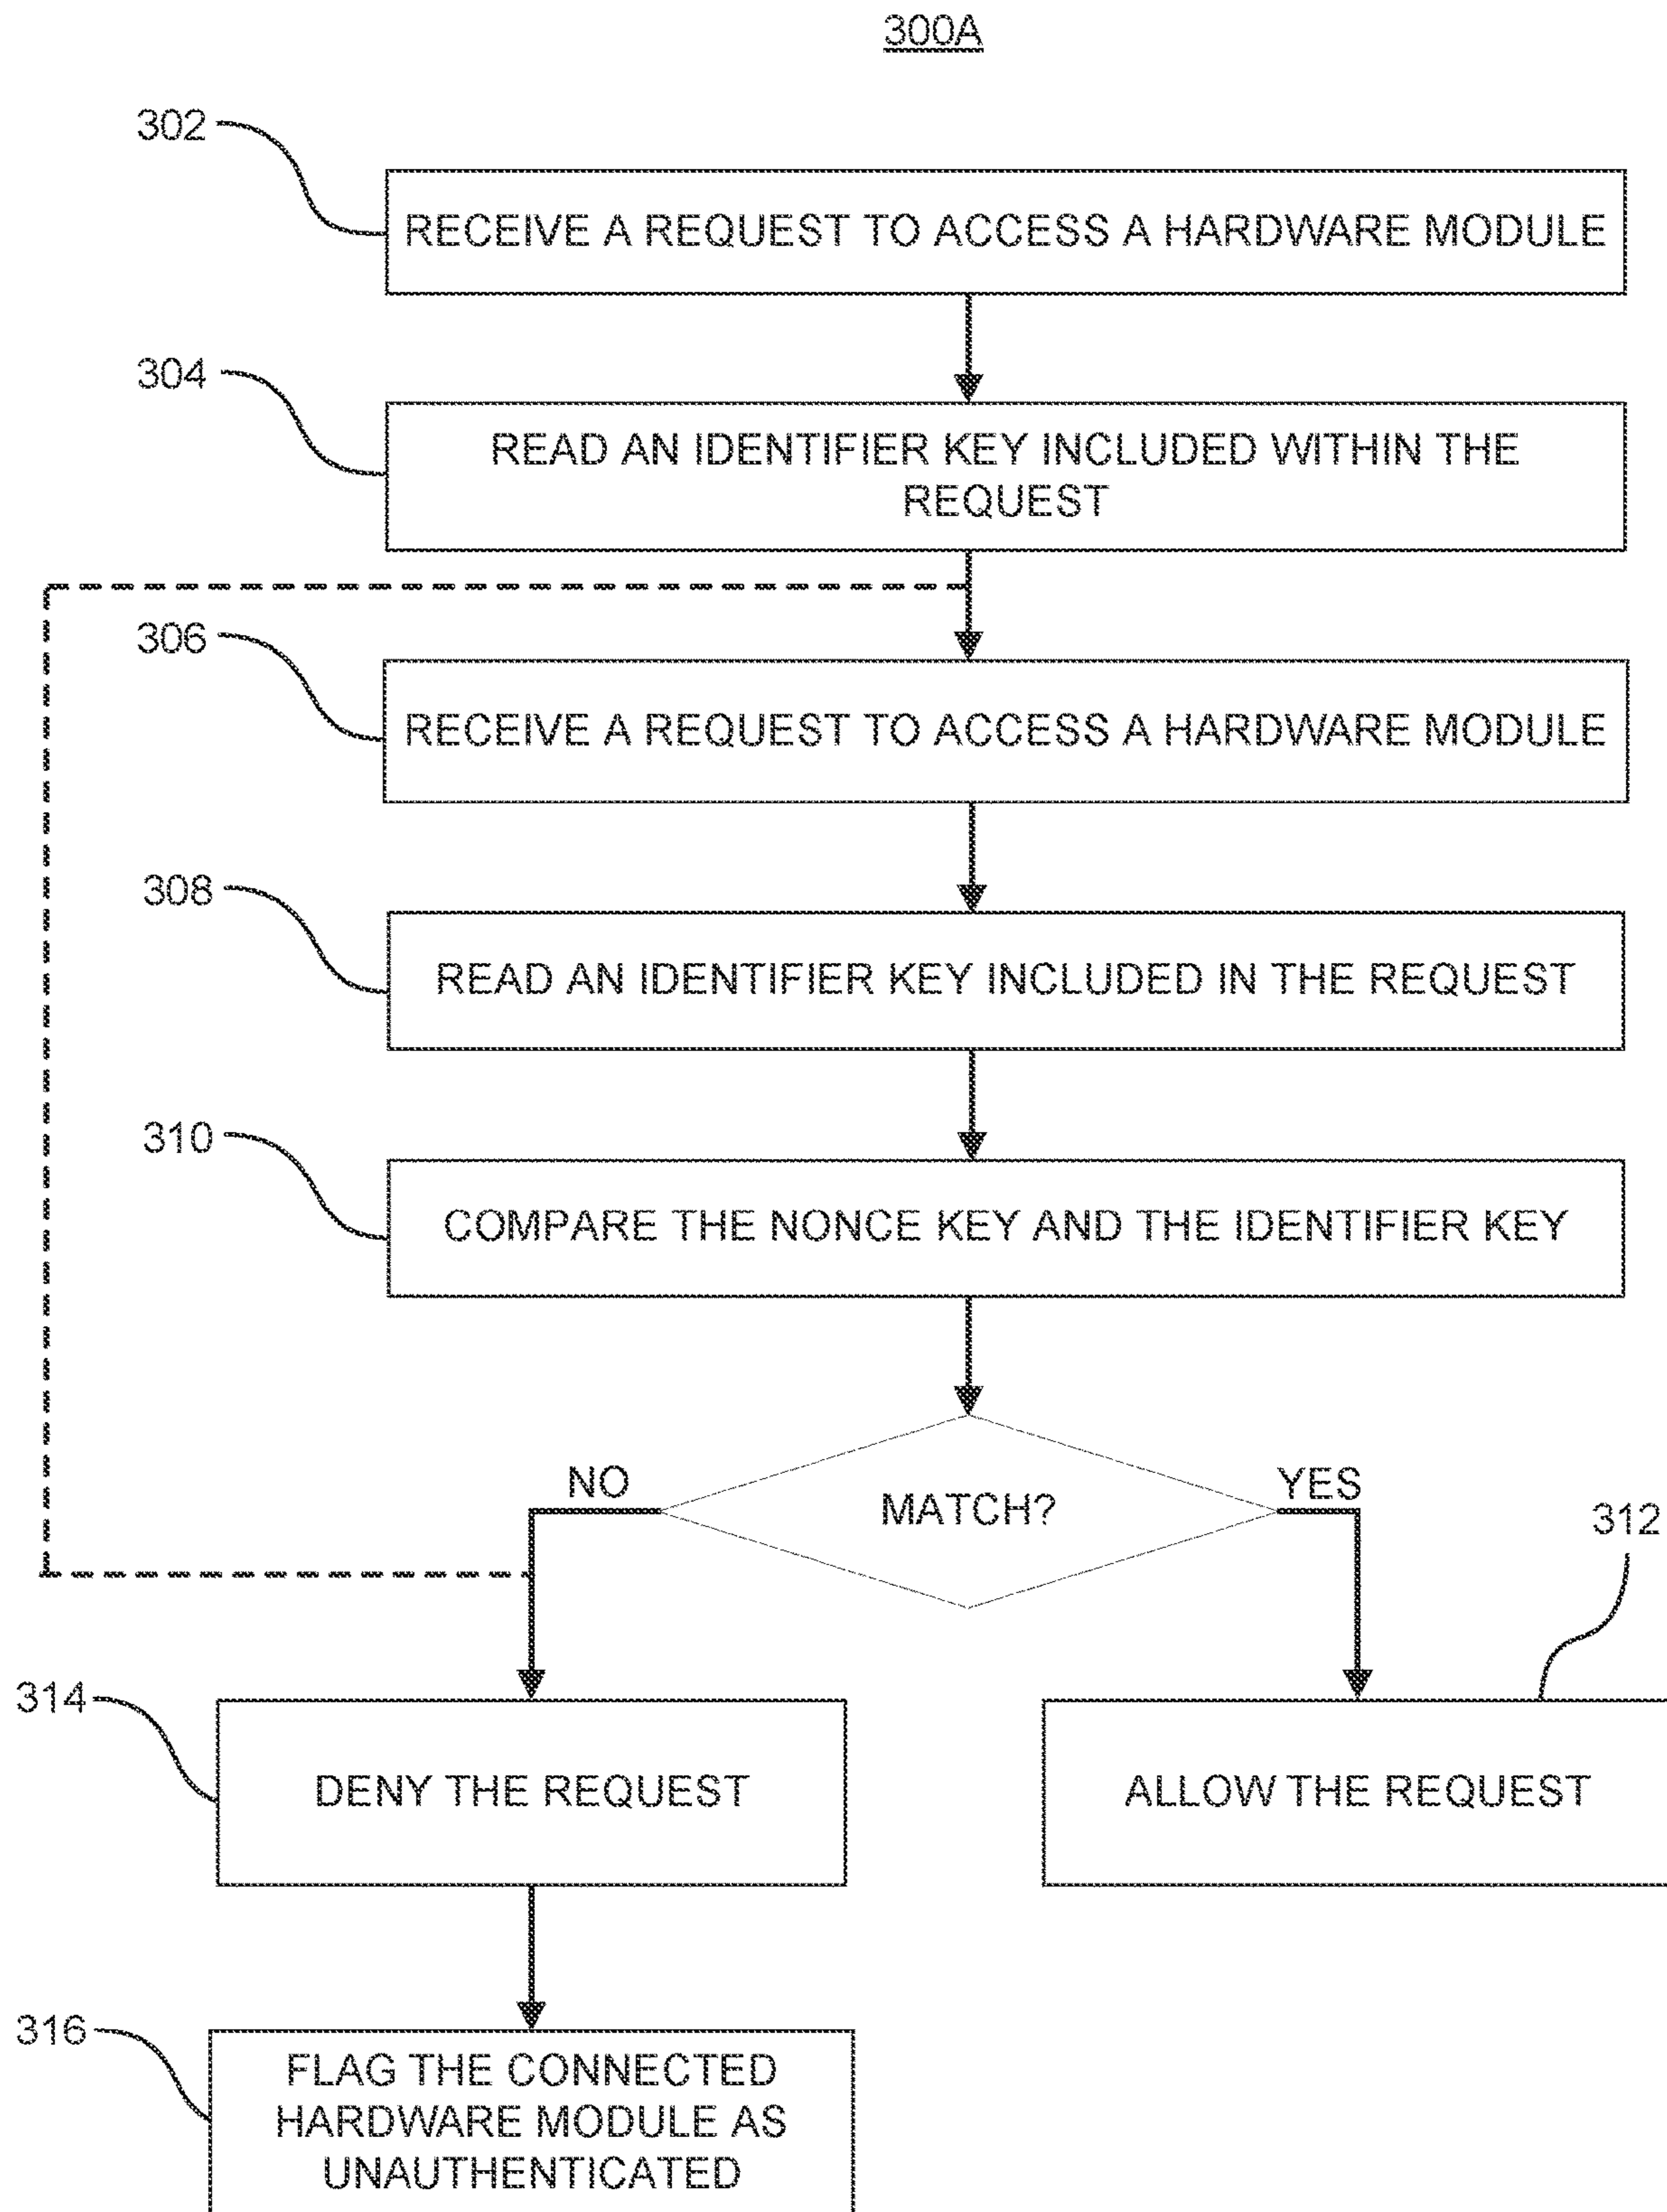 300A
302
RECEIVE A REQUEST TO ACCESS A HARDWARE MODULE
304
READ AN IDENTIFIER KEY INCLUDED WITHIN THE
REQUEST
306
RECEIVE A REQUEST TO ACCESS A HARDWARE MODULE
308
READ AN IDENTIFIER KEY INCLUDED IN THE REQUEST
310
COMPARE THE NONCE KEY AND THE IDENTIFIER KEY
NO
MATCH?
YES
312
314
DENY THE REQUEST
ALLOW THE REQUEST
316
FLAG THE CONNECTED
HARDWARE MODULE AS
UNAUTHENTICATED